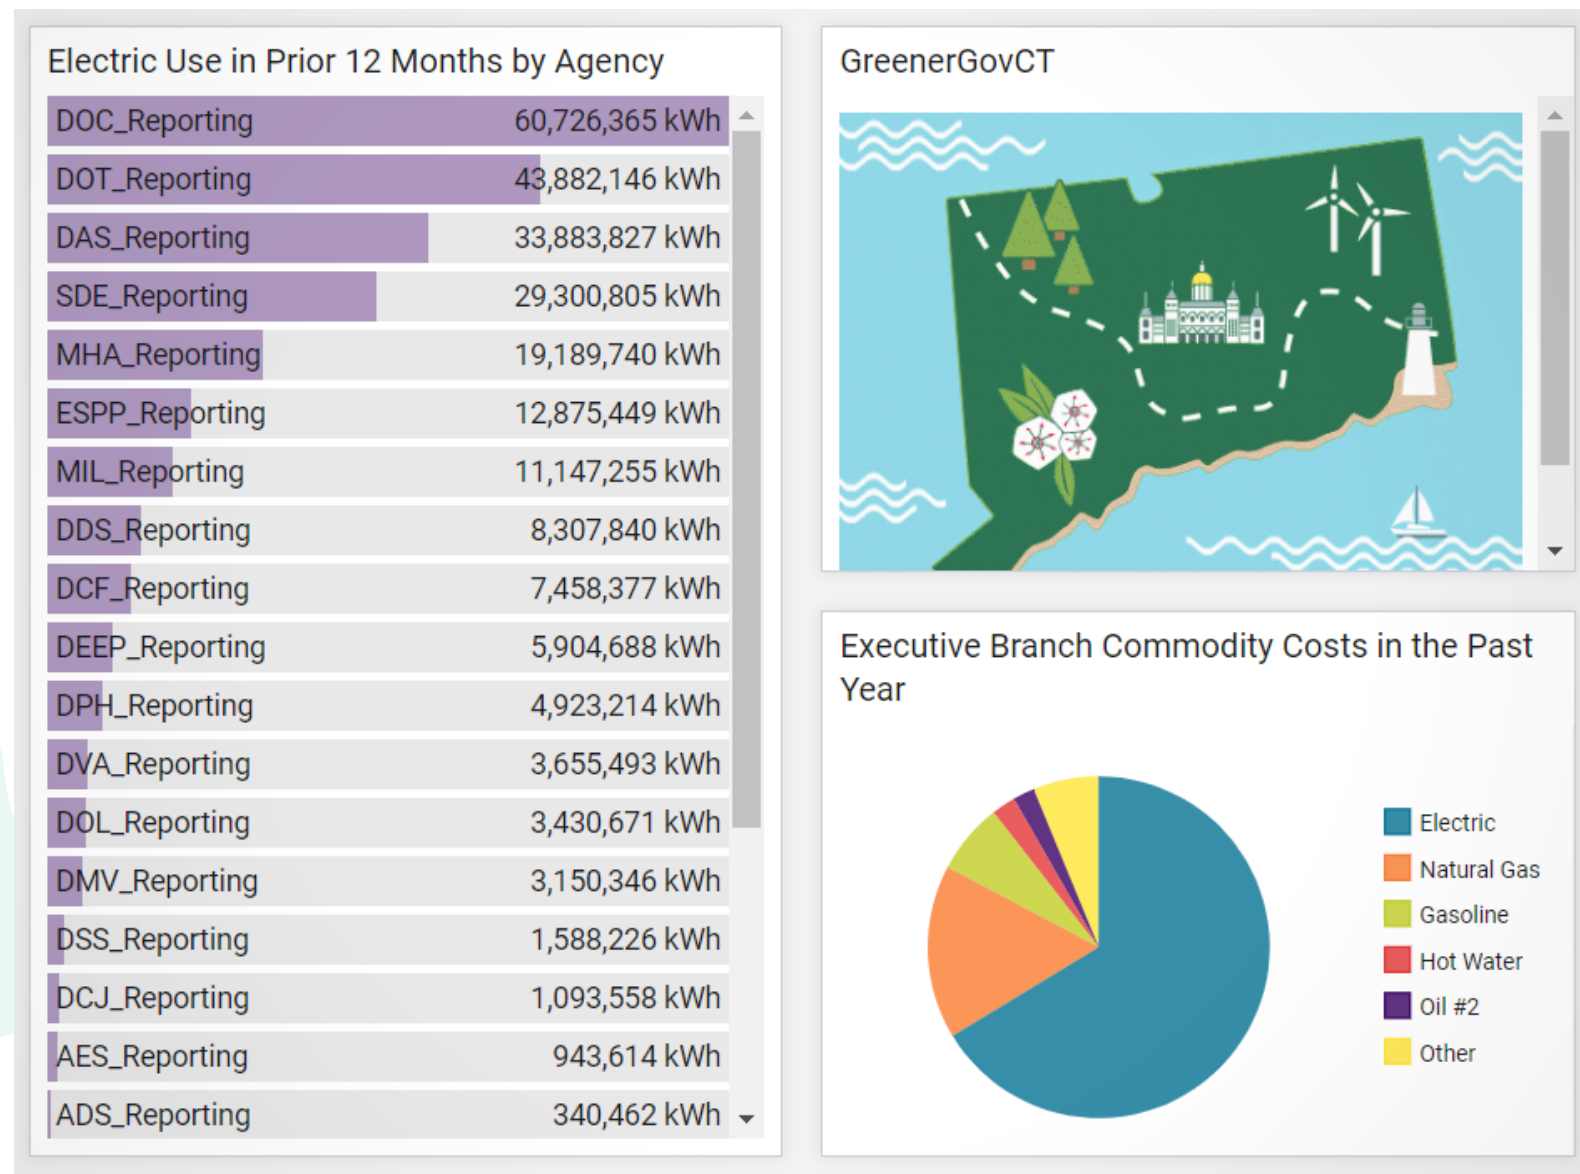 Electric Use in Prior 12 Months by Agency
DOC_Reporting 60,726,365 kWh
DOT_Reporting 43,882,146 kWh
DAS_Reporting 33,883,827 kWh
SDE_Reporting 29,300,805 kWh
MHA_Reporting 19,189,740 kWh
ESPP_Reporting 12,875,449 kWh
MIL_Reporting 11,147,255 kWh
DDS_Reporting 8,307,840 kWh
DCF_Reporting 7,458,377 kWh
DEEP_Reporting 5,904,688 kWh
DPH_Reporting 4,923,214 kWh
DVA_Reporting 3,655,493 kWh
DOL_Reporting 3,430,671 kWh
DMV_Reporting 3,150,346 kWh
DSS_Reporting 1,588,226 kWh
DCJ_Reporting 1,093,558 kWh
AES_Reporting 943,614 kWh
ADS_Reporting 340,462 kWh
GreenerGovCT
Executive Branch Commodity Costs in the Past
Year
Electric
Natural Gas
Gasoline
Hot Water
Oil #2
Other